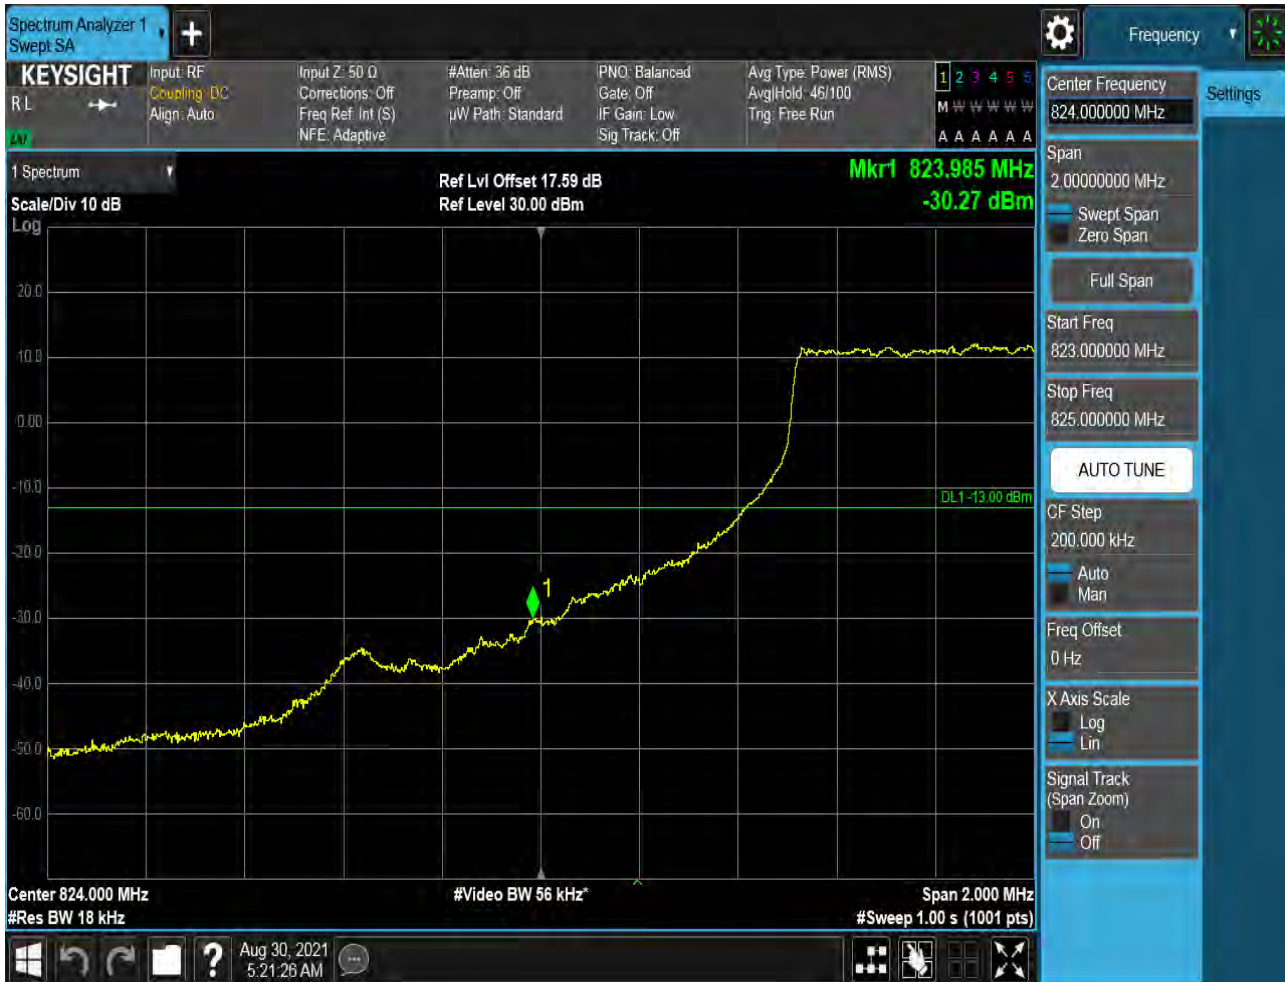 Spectrum Analyzer 1
Swept SA
Frequency
KEYSIGHT
R L
LNI
Input: RF
Coupling: DC
Align: Auto
Input Z: 50 Ω
Corrections: Off
Freq Ref: Int (S)
NFE: Adaptive
#Atten: 36 dB
Preamp: Off
µW Path: Standard
PNO: Balanced
Gate: Off
IF Gain: Low
Sig Track: Off
Avg Type: Power (RMS)
Avg|Hold: 46/100
Trig: Free Run
1 2 3 4 5 6
M W W W W W
A A A A A A
1 Spectrum
Scale/Div 10 dB
Log
Ref Lvl Offset 17.59 dB
Ref Level 30.00 dBm
Mkr1 823.985 MHz
-30.27 dBm
20.0
10.0
0.00
-10.0
-20.0
-30.0
-40.0
-50.0
-60.0
DL1 -13.00 dBm
1
Center 824.000 MHz
#Res BW 18 kHz
#Video BW 56 kHz*
Span 2.000 MHz
#Sweep 1.00 s (1001 pts)
Aug 30, 2021
5:21:26 AM
Center Frequency
824.000000 MHz
Settings
Span
2.00000000 MHz
Swept Span
Zero Span
Full Span
Start Freq
823.000000 MHz
Stop Freq
825.000000 MHz
AUTO TUNE
CF Step
200.000 kHz
Auto
Man
Freq Offset
0 Hz
X Axis Scale
Log
Lin
Signal Track
(Span Zoom)
On
Off